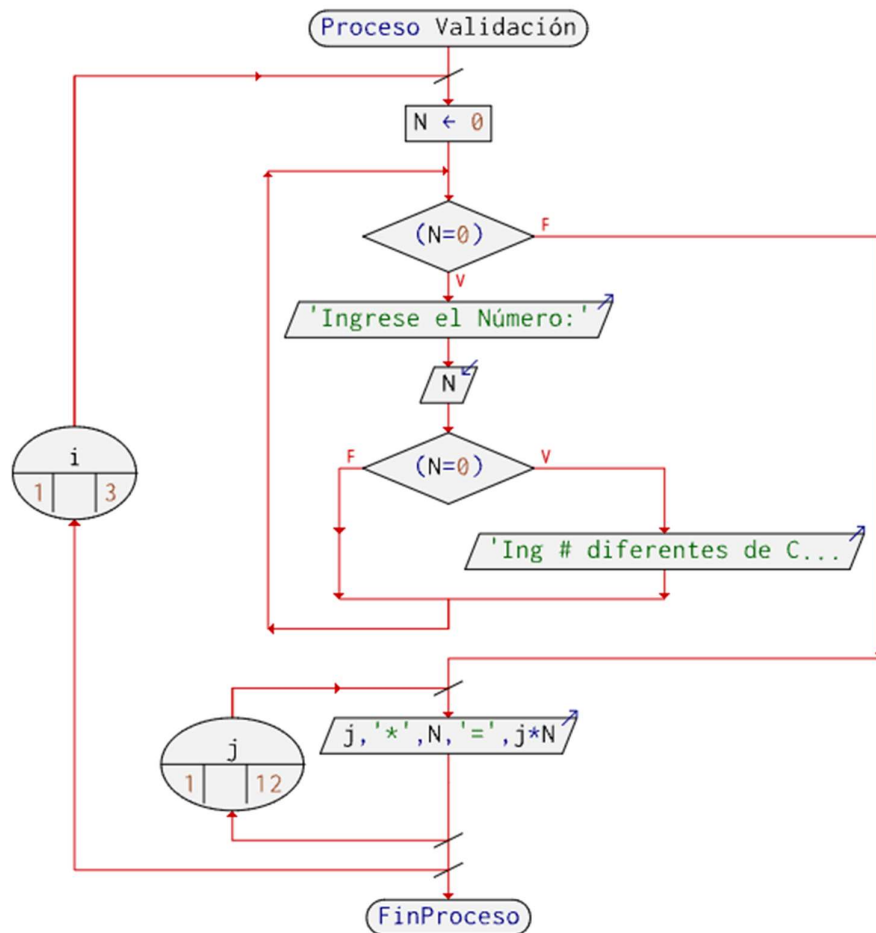 Proceso Validación
N ← 0
(N=0)
F
V
'Ingrese el Número:'
N
i
1 3
(N=0)
F
V
'Ing # diferentes de C...
j
1 12
j,'*',N,'=',j*N
FinProceso